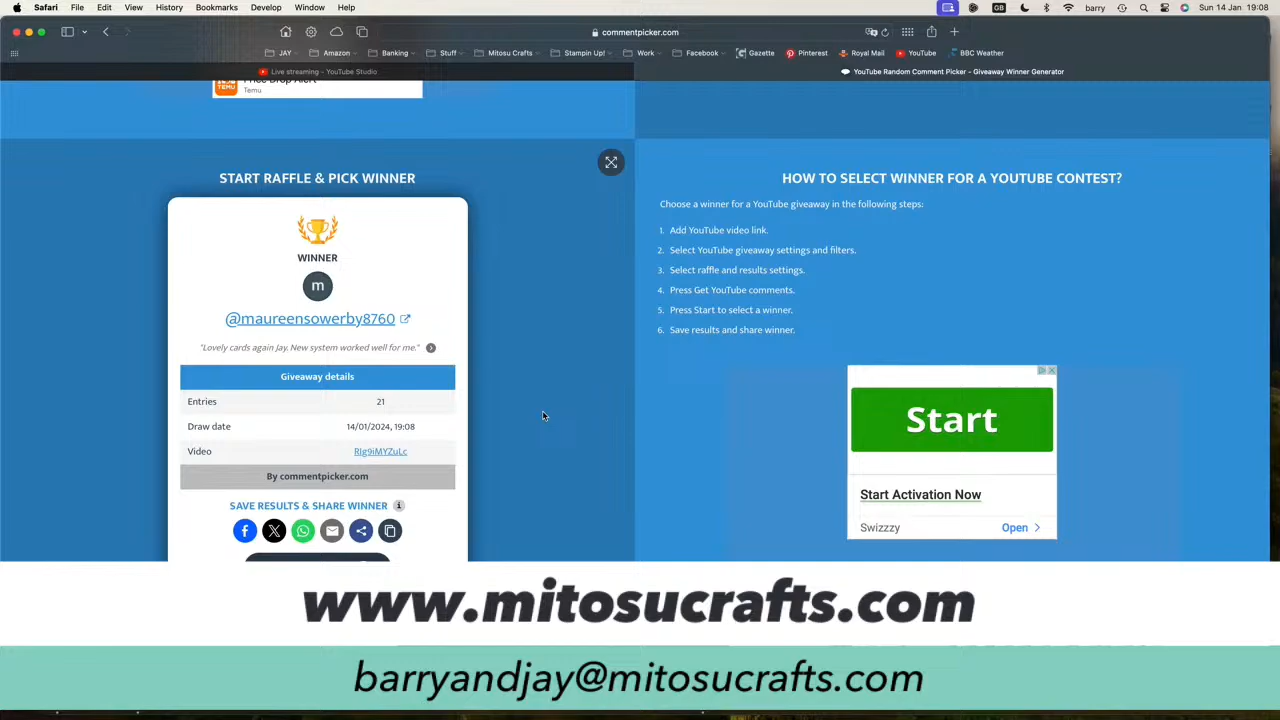 Safari File Edit View History Bookmarks Develop Window Help
GB barry Sun 14 Jan 19:08
commentpicker.com
JAY Amazon Banking Stuff Mitosu Crafts Stampin Up! Work Facebook Gazette Pinterest Royal Mail YouTube BBC Weather
Live streaming - YouTube Studio
YouTube Random Comment Picker - Giveaway Winner Generator
TEMU
Price Drop Alert
Temu
START RAFFLE & PICK WINNER
WINNER
m
@maureensowerby8760
"Lovely cards again Jay. New system worked well for me."
Giveaway details
Entries 21
Draw date 14/01/2024, 19:08
Video RIg9iMYZuLc
By commentpicker.com
SAVE RESULTS & SHARE WINNER
HOW TO SELECT WINNER FOR A YOUTUBE CONTEST?
Choose a winner for a YouTube giveaway in the following steps:
1. Add YouTube video link.
2. Select YouTube giveaway settings and filters.
3. Select raffle and results settings.
4. Press Get YouTube comments.
5. Press Start to select a winner.
6. Save results and share winner.
Start
Start Activation Now
Swizzzy Open
www.mitosucrafts.com
barryandjay@mitosucrafts.com